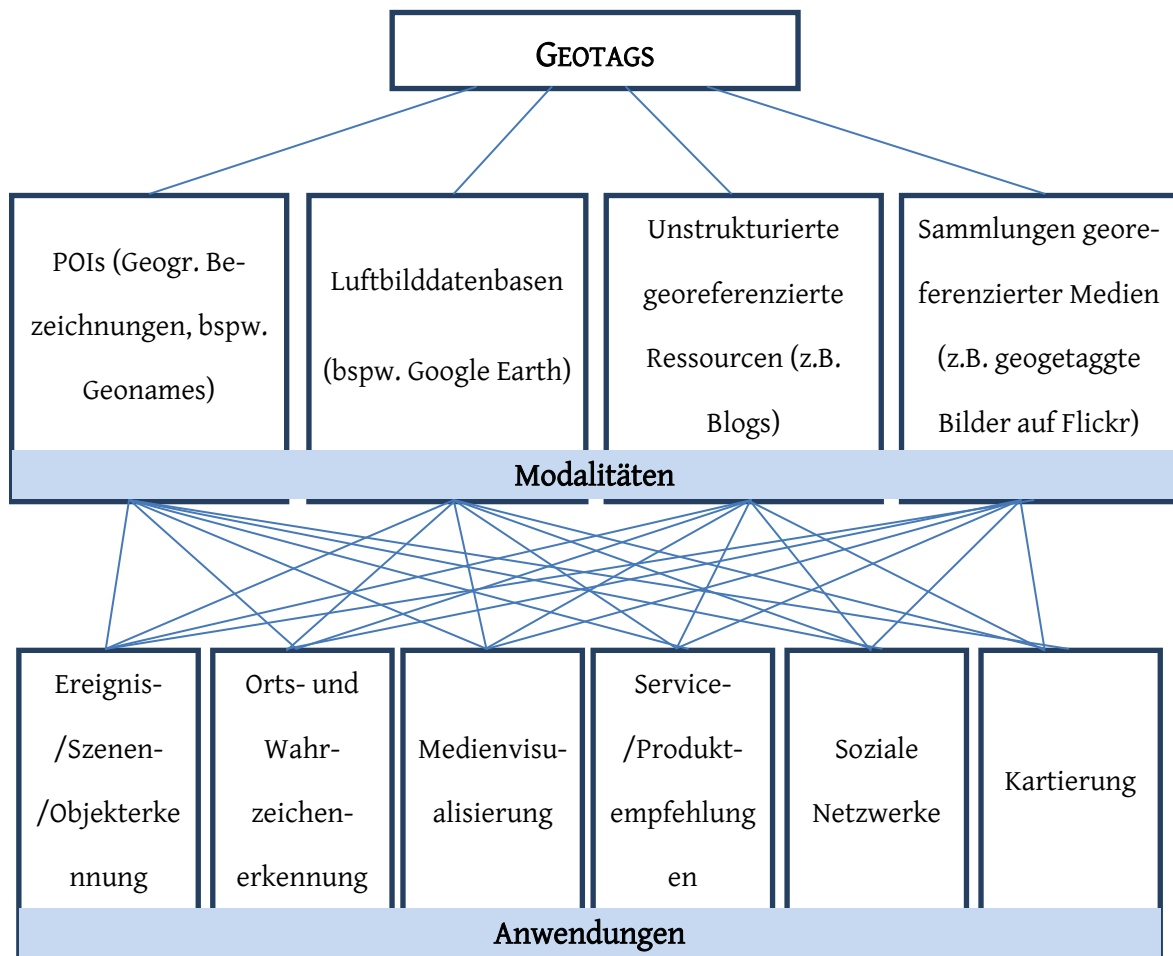 GEOTAGS
POIs (Geogr. Be-
zeichnungen, bspw.
Geonames)
Luftbilddatenbasen
(bspw. Google Earth)
Unstrukturierte
georeferenzierte
Ressourcen (z.B.
Blogs)
Sammlungen geore-
ferenzierter Medien
(z.B. geogetaggte
Bilder auf Flickr)
Modalitäten
Ereignis-
/Szenen-
/Objekterke
nnung
Orts- und
Wahr-
zeichen-
erkennung
Medienvisu-
alisierung
Service-
/Produkt-
empfehlung
en
Soziale
Netzwerke
Kartierung
Anwendungen